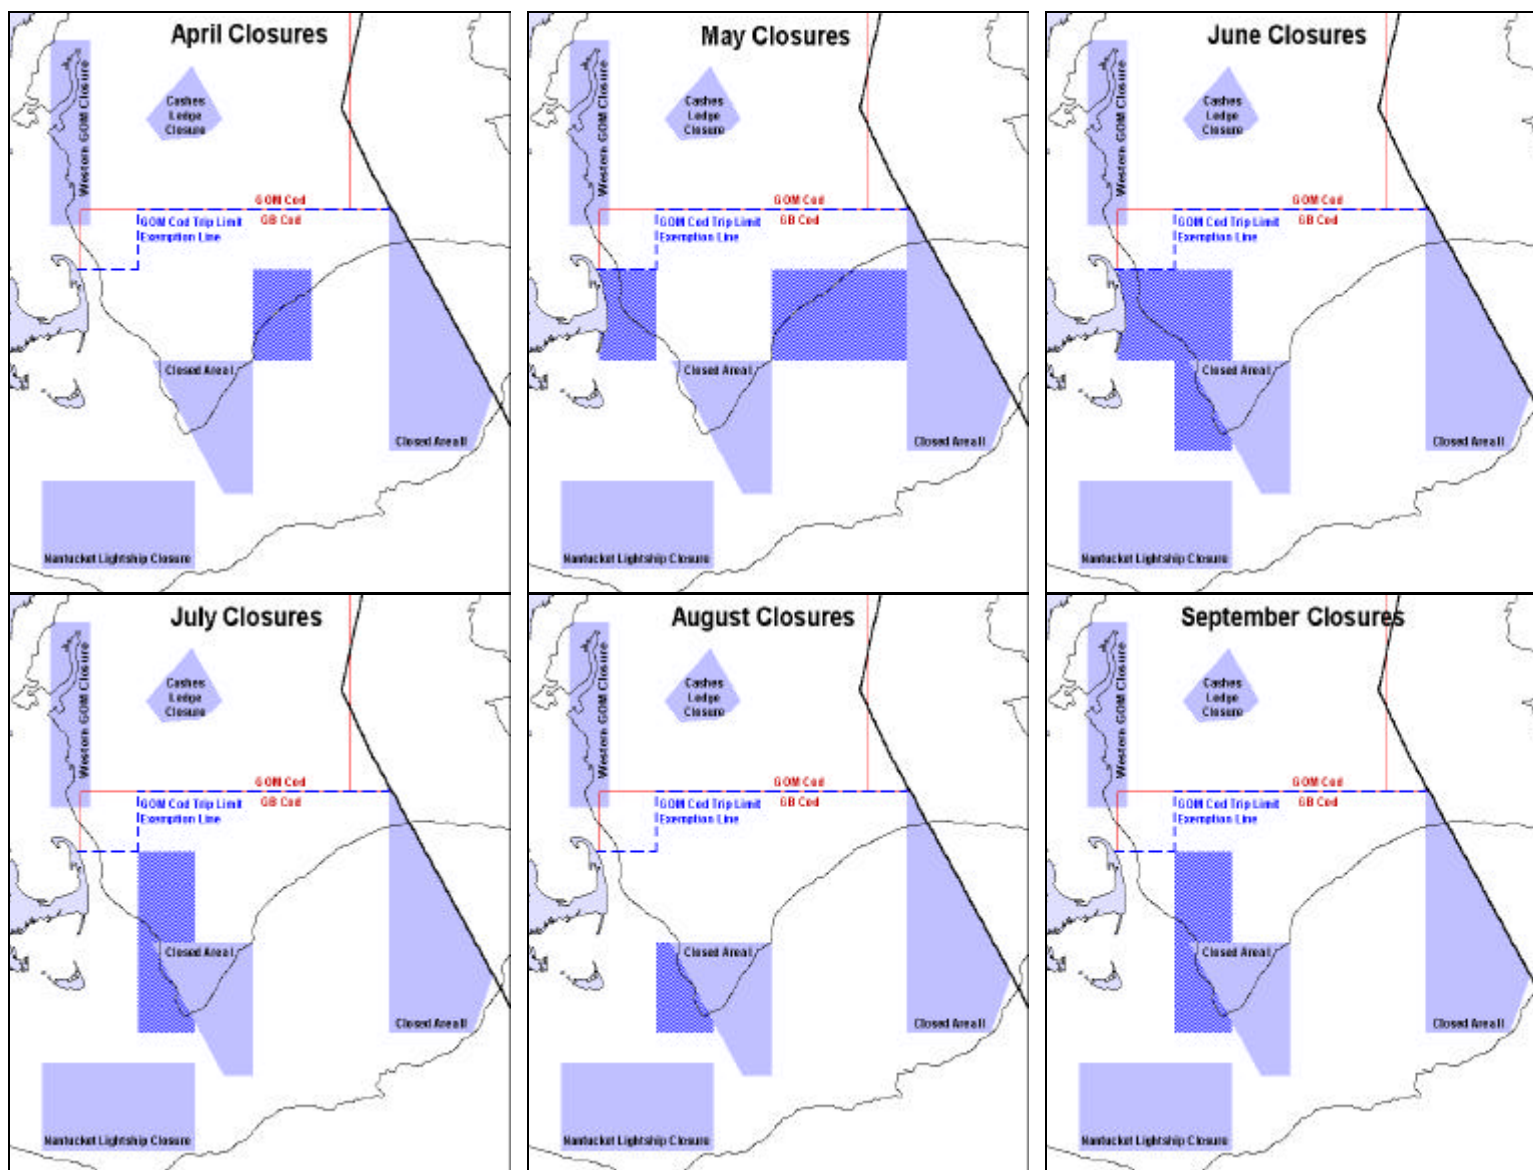 April Closures
Western GOM Closure
Cashes
Ledge
Closure
GOM Cod
GB Cod
GOM Cod Trip Limit
Exemption Line
Closed Area I
Closed Area II
Nantucket Lightship Closure
May Closures
Western GOM Closure
Cashes
Ledge
Closure
GOM Cod
GB Cod
GOM Cod Trip Limit
Exemption Line
Closed Area I
Closed Area II
Nantucket Lightship Closure
June Closures
Western GOM Closure
Cashes
Ledge
Closure
GOM Cod
GB Cod
GOM Cod Trip Limit
Exemption Line
Closed Area I
Closed Area II
Nantucket Lightship Closure
July Closures
Western GOM Closure
Cashes
Ledge
Closure
GOM Cod
GB Cod
GOM Cod Trip Limit
Exemption Line
Closed Area I
Closed Area II
Nantucket Lightship Closure
August Closures
Western GOM Closure
Cashes
Ledge
Closure
GOM Cod
GB Cod
GOM Cod Trip Limit
Exemption Line
Closed Area I
Closed Area II
Nantucket Lightship Closure
September Closures
Western GOM Closure
Cashes
Ledge
Closure
GOM Cod
GB Cod
GOM Cod Trip Limit
Exemption Line
Closed Area I
Closed Area II
Nantucket Lightship Closure